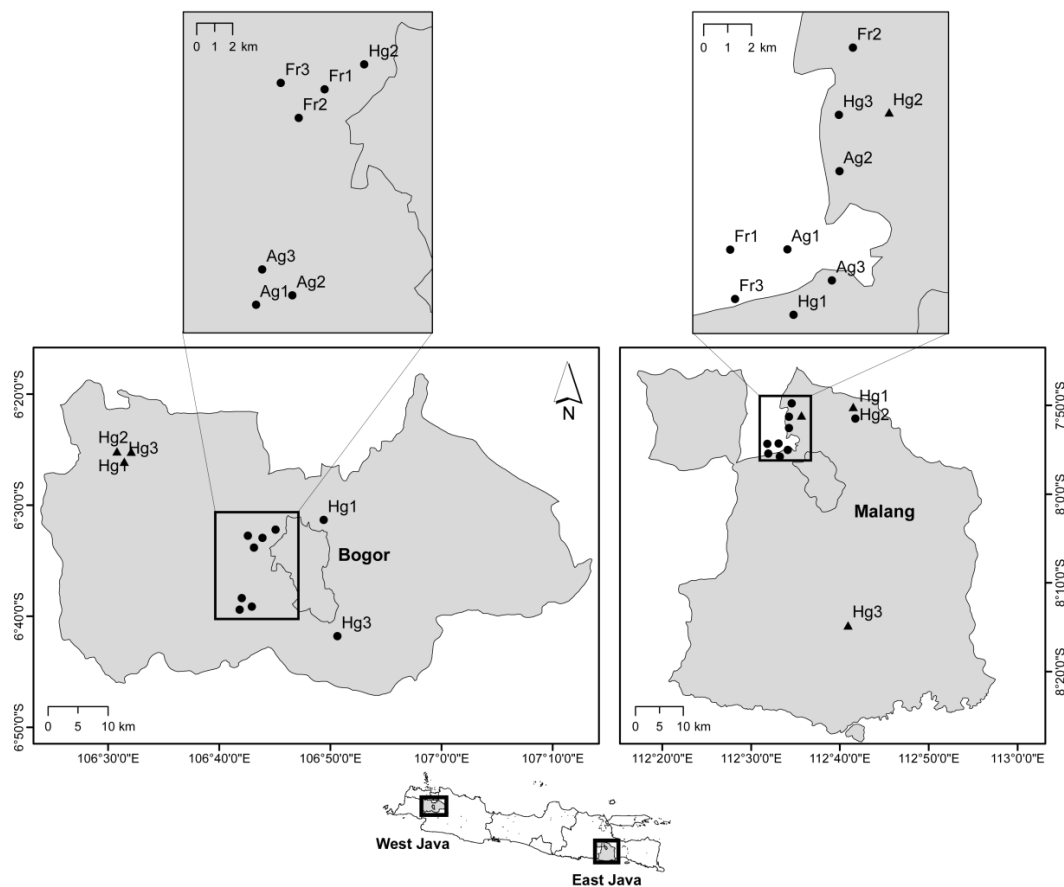 0 1 2 km
Hg2
Fr3
Fr1
Fr2
Ag3
Ag2
Ag1
0 1 2 km
Fr2
Hg3
Hg2
Ag2
Fr1
Ag1
Ag3
Fr3
Hg1
6°20'0"S
6°30'0"S
6°40'0"S
6°50'0"S
Hg2
Hg3
Hg1
Hg1
Bogor
Hg3
N
0 5 10 km
106°30'0"E 106°40'0"E 106°50'0"E 107°0'0"E 107°10'0"E
Hg1
Hg2
Malang
Hg3
0 5 10 km
7°50'0"S
8°0'0"S
8°10'0"S
8°20'0"S
112°20'0"E 112°30'0"E 112°40'0"E 112°50'0"E 113°0'0"E
West Java
East Java